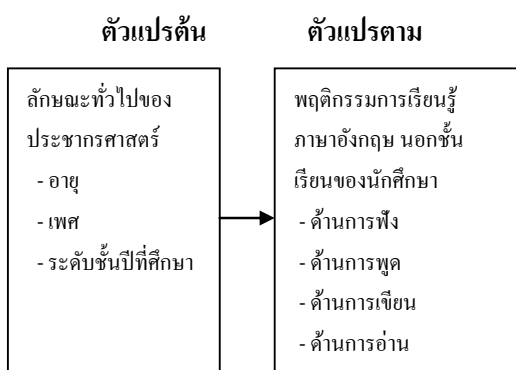 ตัวแปรต้น
ตัวแปรตาม
ลักษณะทั่วไปของ
ประชากรศาสตร์
- อายุ
- เพศ
- ระดับชั้นปีที่ศึกษา
พฤติกรรมการเรียนรู้
ภาษาอังกฤษ นอกชั้น
เรียนของนักศึกษา
- ด้านการฟัง
- ด้านการพูด
- ด้านการเขียน
- ด้านการอ่าน